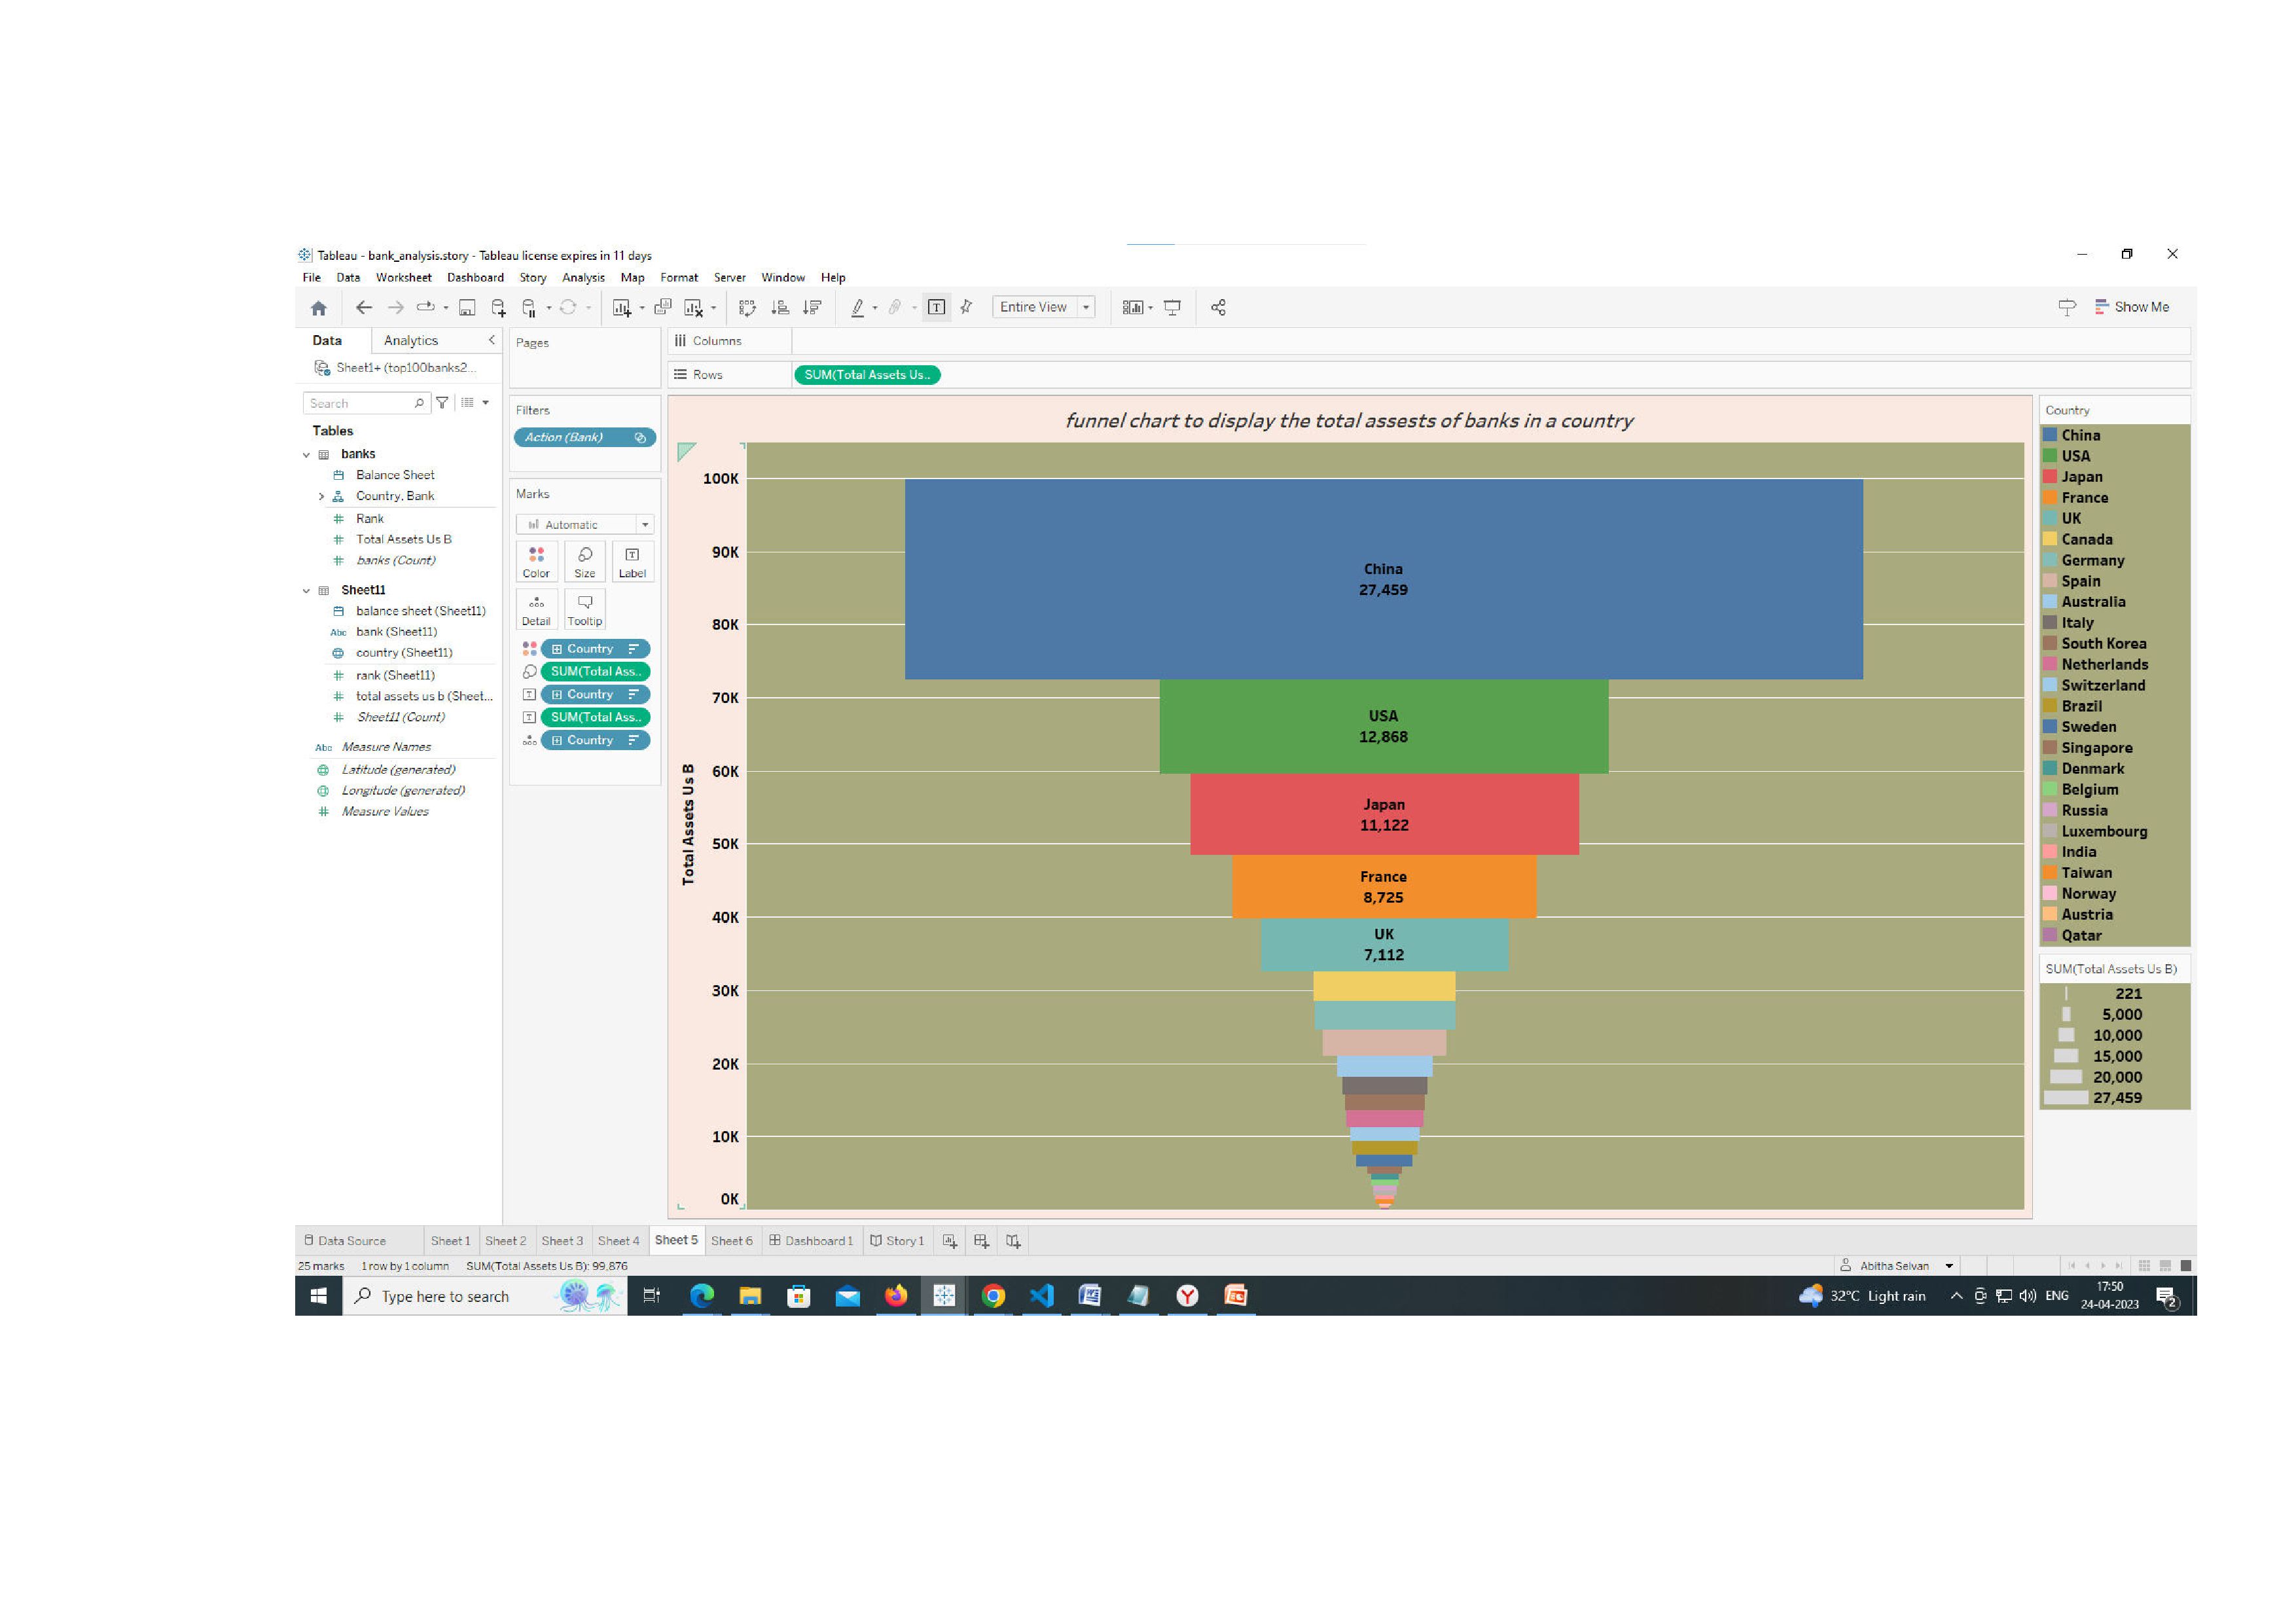 Tableau - bank_analysis.story - Tableau license expires in 11 days
File Data Worksheet Dashboard Story Analysis Map Format Server Window Help
Entire View
Show Me
Data Analytics
Sheet1+ (top100banks2...
Search
Tables
banks
Balance Sheet
Country, Bank
Rank
Total Assets Us B
banks (Count)
Sheet11
balance sheet (Sheet11)
Abc bank (Sheet11)
country (Sheet11)
rank (Sheet11)
total assets us b (Sheet...
Sheet11 (Count)
Abc Measure Names
Latitude (generated)
Longitude (generated)
Measure Values
Pages
Filters
Action (Bank)
Marks
Automatic
Color Size Label
Detail Tooltip
Country
SUM(Total Ass..
Country
SUM(Total Ass..
Country
Columns
Rows SUM(Total Assets Us..
funnel chart to display the total assests of banks in a country
Total Assets Us B
100K
90K
80K
70K
60K
50K
40K
30K
20K
10K
0K
China
27,459
USA
12,868
Japan
11,122
France
8,725
UK
7,112
Country
China
USA
Japan
France
UK
Canada
Germany
Spain
Australia
Italy
South Korea
Netherlands
Switzerland
Brazil
Sweden
Singapore
Denmark
Belgium
Russia
Luxembourg
India
Taiwan
Norway
Austria
Qatar
SUM(Total Assets Us B)
221
5,000
10,000
15,000
20,000
27,459
Data Source Sheet 1 Sheet 2 Sheet 3 Sheet 4 Sheet 5 Sheet 6 Dashboard 1 Story 1
25 marks 1 row by 1 column SUM(Total Assets Us B): 99,876
Abitha Selvan
Type here to search
32°C Light rain
ENG
17:50
24-04-2023
2